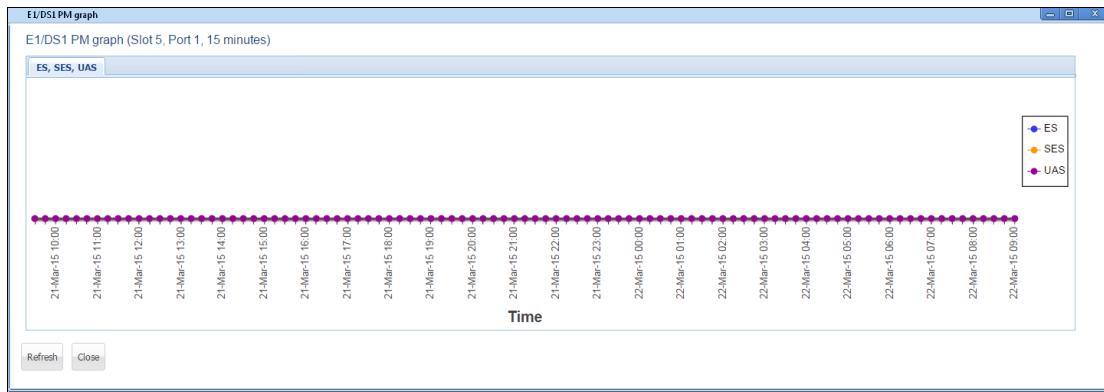 E1/DS1 PM graph
E1/DS1 PM graph (Slot 5, Port 1, 15 minutes)
ES, SES, UAS
ES
SES
UAS
21-Mar-15 10:00
21-Mar-15 11:00
21-Mar-15 12:00
21-Mar-15 13:00
21-Mar-15 14:00
21-Mar-15 15:00
21-Mar-15 16:00
21-Mar-15 17:00
21-Mar-15 18:00
21-Mar-15 19:00
21-Mar-15 20:00
21-Mar-15 21:00
21-Mar-15 22:00
21-Mar-15 23:00
22-Mar-15 00:00
22-Mar-15 01:00
22-Mar-15 02:00
22-Mar-15 03:00
22-Mar-15 04:00
22-Mar-15 05:00
22-Mar-15 06:00
22-Mar-15 07:00
22-Mar-15 08:00
22-Mar-15 09:00
Time
Refresh
Close